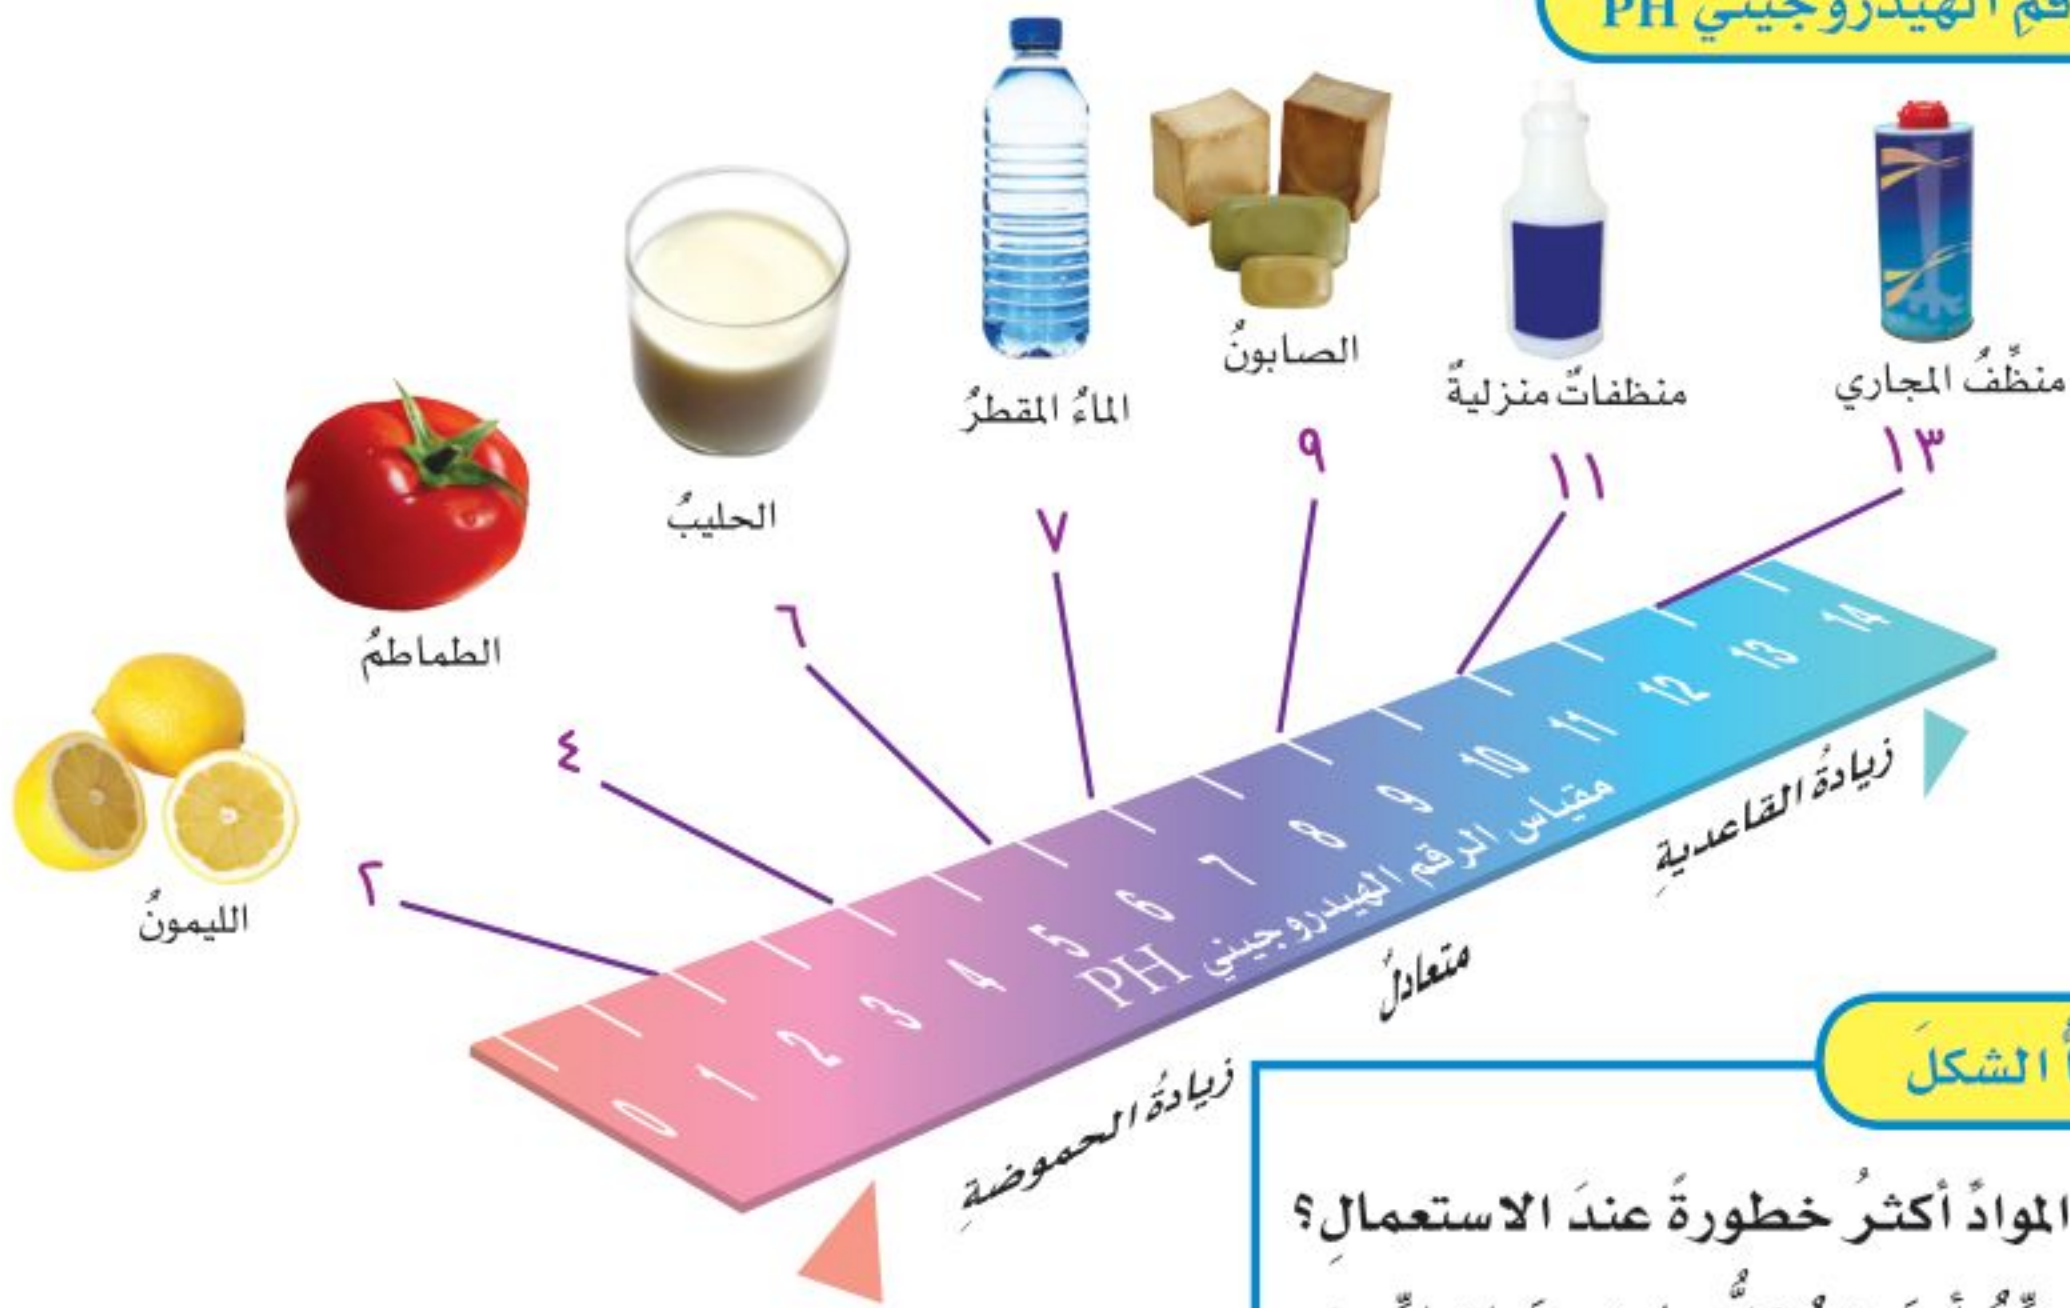 الهيدروجيني PH
منظِّفُ المجاري
منظفاتٌ منزليةٌ
الصابونُ
الماءُ المقطرُ
الحليبُ
الطماطمُ
الليمونُ
١٣
١١
٩
٧
٦
٤
٢
0 1 2 3 4 5 6 7 8 9 10 11 12 13 14
مقياس الرقم الهيدروجيني PH
زيادةُ القاعديةِ
متعادلٌ
زيادةُ الحموضةِ
الشكلَ
الموادِّ أكثرُ خطورةً عندَ الاستعمالِ؟